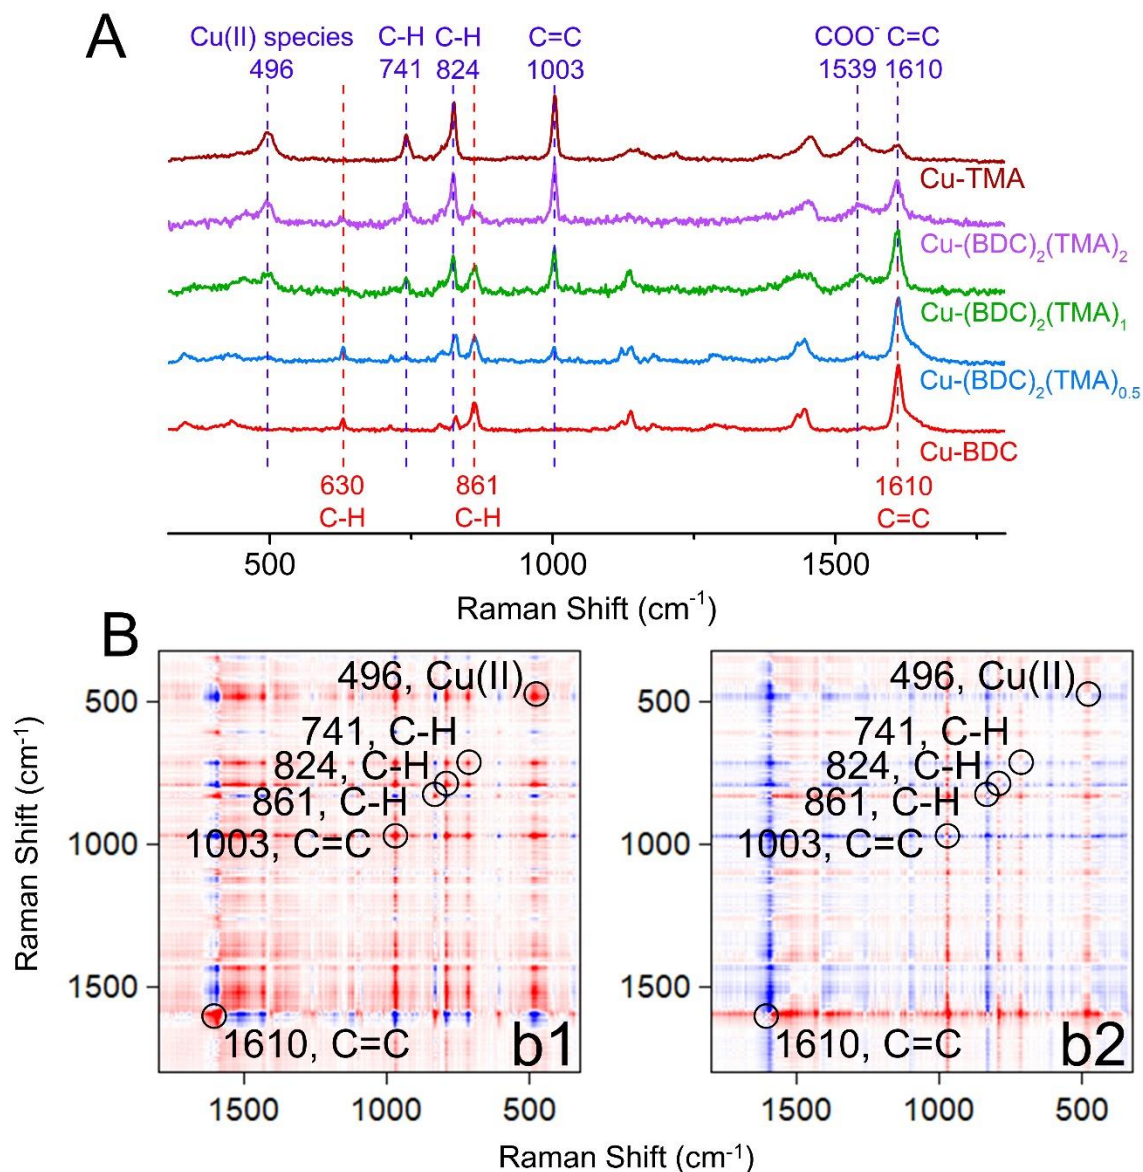 A
Cu(II) species C-H C-H C=C COO⁻ C=C
496 741 824 1003 1539 1610
Cu-TMA
Cu-(BDC)₂(TMA)₂
Cu-(BDC)₂(TMA)₁
Cu-(BDC)₂(TMA)₀.₅
Cu-BDC
630 861 1610
C-H C-H C=C
500 1000 1500
Raman Shift (cm⁻¹)
B
Raman Shift (cm⁻¹)
500
1000
1500
496, Cu(II)
741, C-H
824, C-H
861, C-H
1003, C=C
1610, C=C
b1
1500 1000 500
500
1000
1500
496, Cu(II)
741, C-H
824, C-H
861, C-H
1003, C=C
1610, C=C
b2
1500 1000 500
Raman Shift (cm⁻¹)